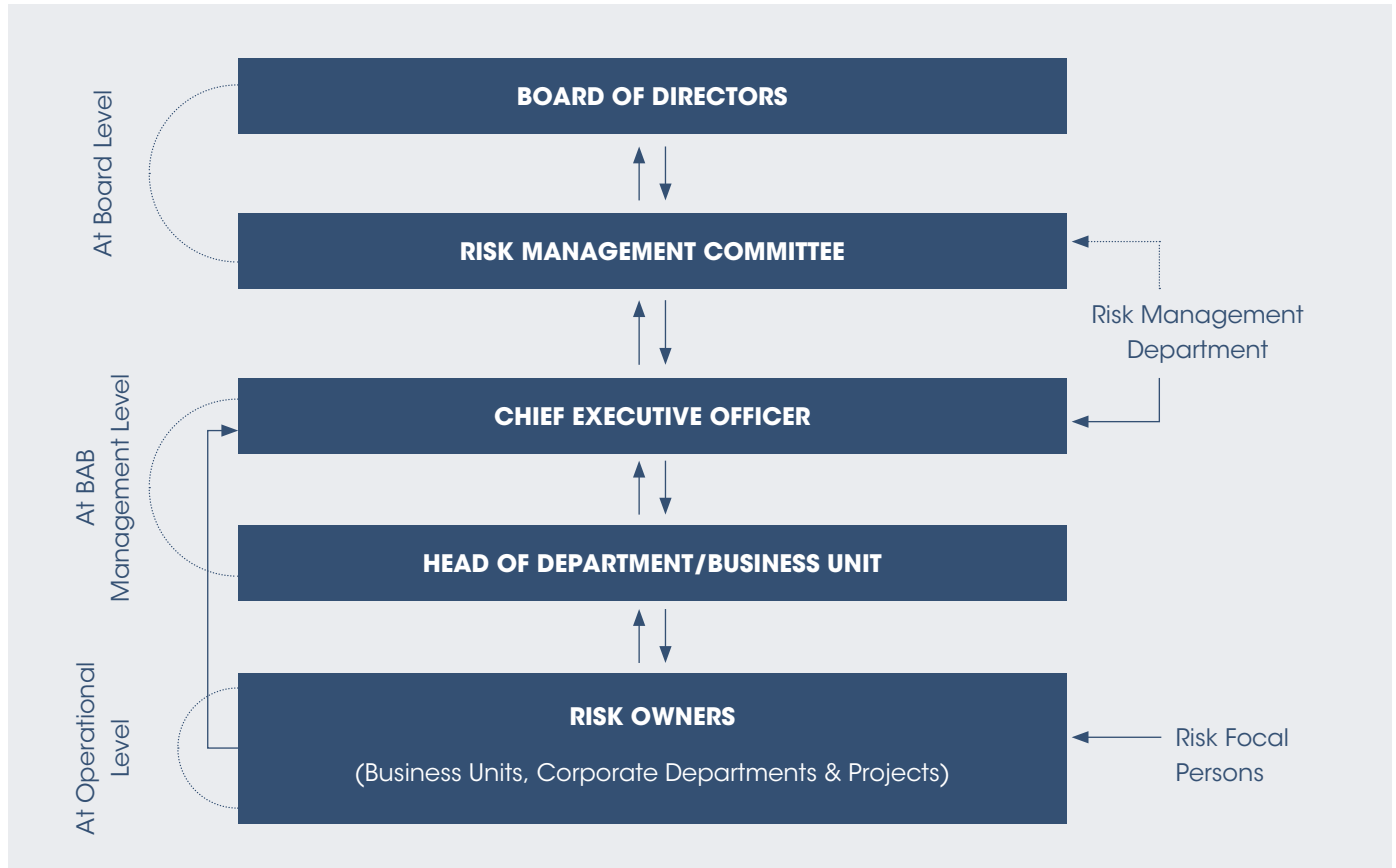 At Board Level
BOARD OF DIRECTORS
RISK MANAGEMENT COMMITTEE
Risk Management
Department
At BAB
Management Level
CHIEF EXECUTIVE OFFICER
HEAD OF DEPARTMENT/BUSINESS UNIT
At Operational
Level
RISK OWNERS
(Business Units, Corporate Departments & Projects)
Risk Focal
Persons